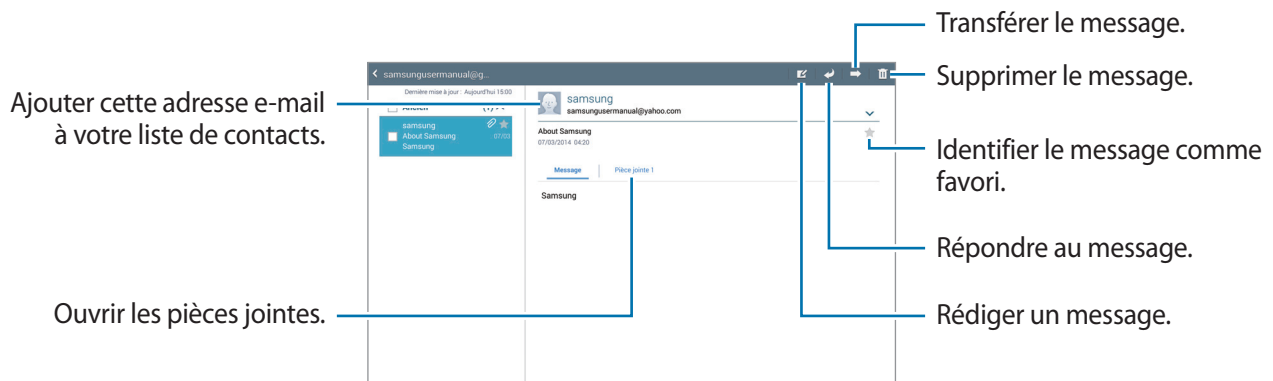 Transférer le message.
Supprimer le message.
Ajouter cette adresse e-mail
à votre liste de contacts.
Identifier le message comme
favori.
Répondre au message.
Ouvrir les pièces jointes.
Rédiger un message.
samsungusermanual@g...
Dernière mise à jour : Aujourd'hui 15:00
Ancien (1)
samsung
About Samsung 07/03
Samsung
samsung
samsungusermanual@yahoo.com
About Samsung
07/03/2014 04:20
Message Pièce jointe 1
Samsung